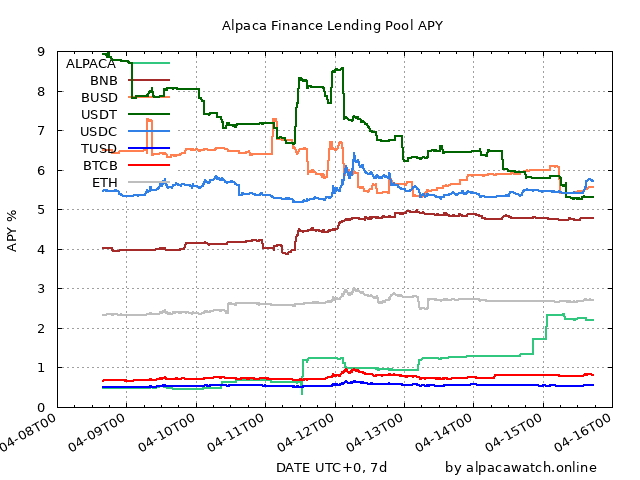 Alpaca Finance Lending Pool APY
9
8
7
6
5
4
3
2
1
0
APY %
ALPACA
BNB
BUSD
USDT
USDC
TUSD
BTCB
ETH
04-08T00
04-09T00
04-10T00
04-11T00
04-12T00
04-13T00
04-14T00
04-15T00
04-16T00
DATE UTC+0, 7d
by alpacawatch.online